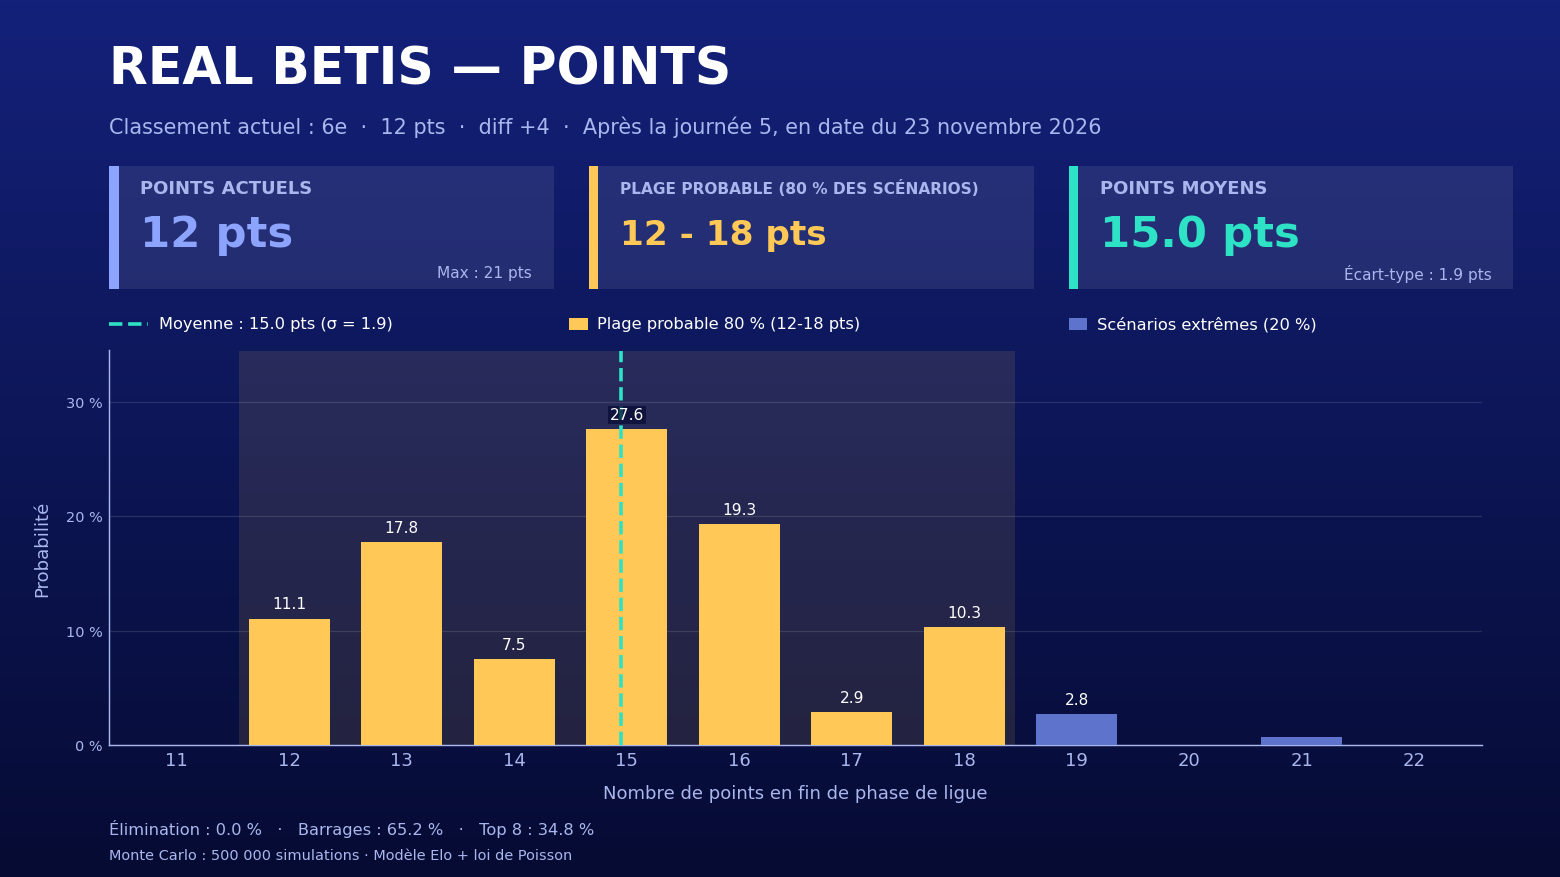 REAL BETIS — POINTS
Classement actuel : 6e · 12 pts · diff +4 · Après la journée 5, en date du 23 novembre 2026
POINTS ACTUELS
12 pts
Max : 21 pts
PLAGE PROBABLE (80 % DES SCÉNARIOS)
12 - 18 pts
POINTS MOYENS
15.0 pts
Écart-type : 1.9 pts
Moyenne : 15.0 pts (σ = 1.9)
Plage probable 80 % (12-18 pts)
Scénarios extrêmes (20 %)
Probabilité
30 %
20 %
10 %
0 %
11.1
17.8
7.5
27.6
19.3
2.9
10.3
2.8
11 12 13 14 15 16 17 18 19 20 21 22
Nombre de points en fin de phase de ligue
Élimination : 0.0 % · Barrages : 65.2 % · Top 8 : 34.8 %
Monte Carlo : 500 000 simulations · Modèle Elo + loi de Poisson